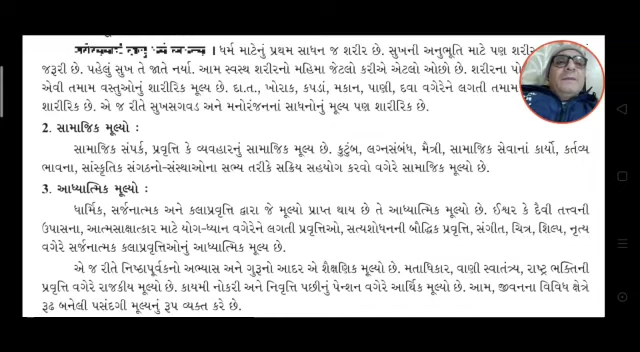 ધર્મ માટેનું પ્રથમ સાધન જ શરીર છે. સુખની અનુભૂતિ માટે પણ શરીર
જરૂરી છે. પહેલું સુખ તે જાતે નર્યા. આમ સ્વસ્થ શરીરનો મહિમા જેટલો કરીએ એટલો ઓછો છે. શરીરના
એવી તમામ વસ્તુઓનું શારીરિક મૂલ્ય છે. દા.ત., ખોરાક, કપડાં, મકાન, પાણી, દવા વગેરેને લગતી તમામ
શારીરિક છે. એ જ રીતે સુખસગવડ અને મનોરંજનનાં સાધનોનું મૂલ્ય પણ શારીરિક છે.
2. સામાજિક મૂલ્યો :
સામાજિક સંપર્ક, પ્રવૃત્તિ કે વ્યવહારનું સામાજિક મૂલ્ય છે. કુટુંબ, લગ્નસંબંધ, મૈત્રી, સામાજિક સેવાનાં કાર્યો, કર્તવ્ય
ભાવના, સાંસ્કૃતિક સંગઠનો-સંસ્થાઓના સભ્ય તરીકે સક્રિય સહયોગ કરવો વગેરે સામાજિક મૂલ્યો છે.
3. આધ્યાત્મિક મૂલ્યો :
ધાર્મિક, સર્જનાત્મક અને કલાપ્રવૃત્તિ દ્વારા જે મૂલ્યો પ્રાપ્ત થાય છે તે આધ્યાત્મિક મૂલ્યો છે. ઈશ્વર કે દૈવી તત્ત્વની
ઉપાસના, આત્મસાક્ષાત્કાર માટે યોગ-ધ્યાન વગેરેને લગતી પ્રવૃત્તિઓ, સત્યશોધનની બૌદ્ધિક પ્રવૃત્તિ, સંગીત, ચિત્ર, શિલ્પ, નૃત્ય
વગેરે સર્જનાત્મક કલાપ્રવૃત્તિઓનું આધ્યાત્મિક મૂલ્ય છે.
એ જ રીતે નિષ્ઠાપૂર્વકનો અભ્યાસ અને ગુરુનો આદર એ શૈક્ષણિક મૂલ્યો છે. મતાધિકાર, વાણી સ્વાતંત્ર્ય, રાષ્ટ્ર ભક્તિની
પ્રવૃત્તિ વગેરે રાજકીય મૂલ્યો છે. કાયમી નોકરી અને નિવૃત્તિ પછીનું પેન્શન વગેરે આર્થિક મૂલ્યો છે. આમ, જીવનના વિવિધ ક્ષેત્રે
રૂઢ બનેલી પસંદગી મૂલ્યનું રૂપ વ્યક્ત કરે છે.